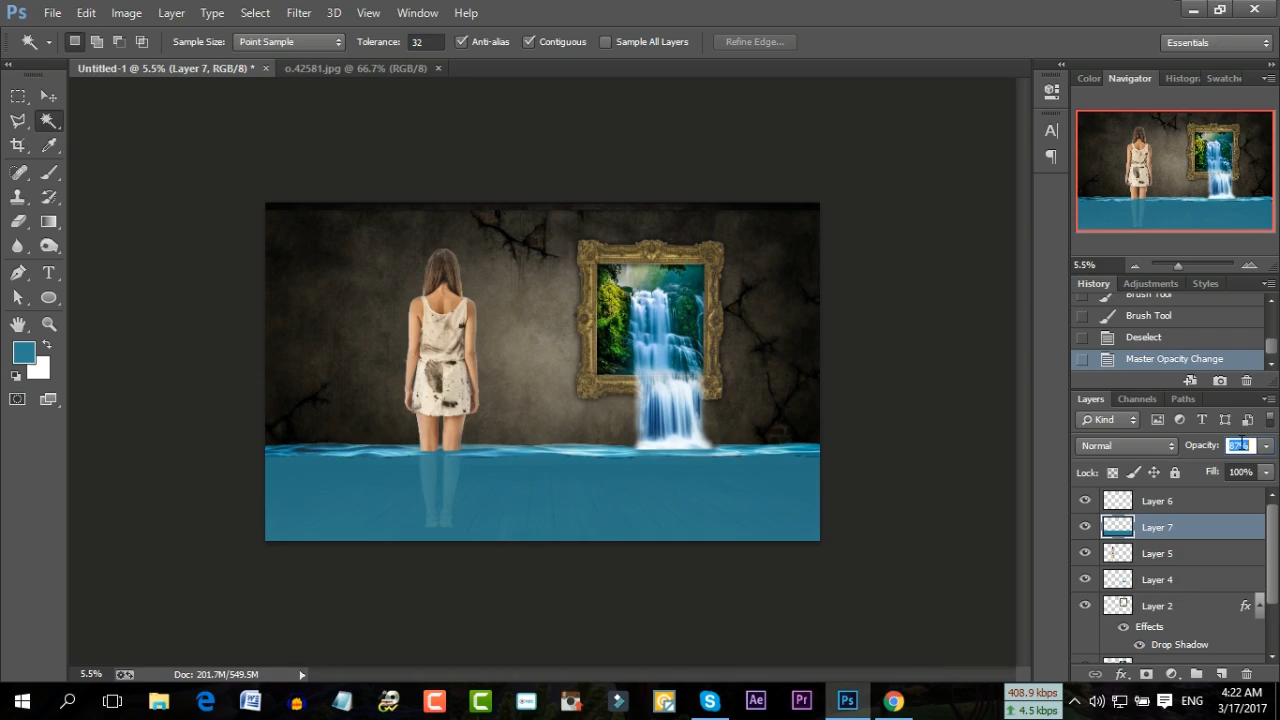 Ps File Edit Image Layer Type Select Filter 3D View Window Help
Sample Size: Point Sample Tolerance: 32 Anti-alias Contiguous Sample All Layers Refine Edge... Essentials
Untitled-1 @ 5.5% (Layer 7, RGB/8) * × o.42581.jpg @ 66.7% (RGB/8) ×
Color Navigator Histogr Swatche
5.5%
History Adjustments Styles
Brush Tool
Brush Tool
Deselect
Master Opacity Change
Layers Channels Paths
Kind
Normal Opacity:
Lock: Fill: 100%
Layer 6
Layer 7
Layer 5
Layer 4
Layer 2 fx
Effects
Drop Shadow
5.5% Doc: 201.7M/549.5M
Ae Pr Ps 408.9 kbps 4.5 kbps ENG 4:22 AM
3/17/2017